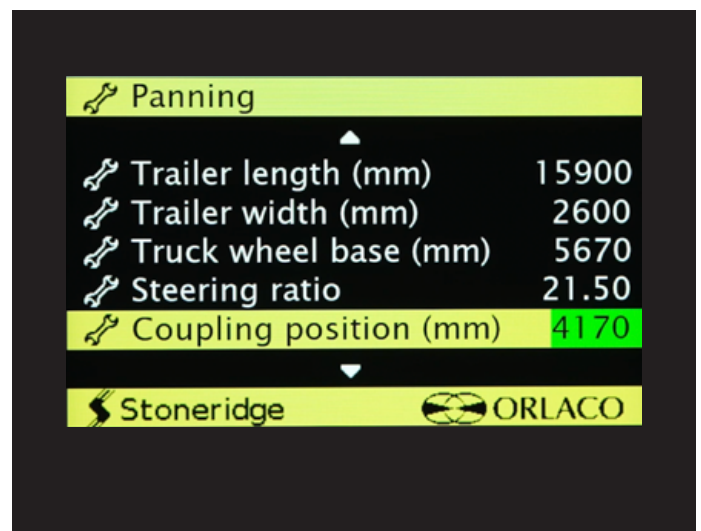 Panning
Trailer length (mm) 15900
Trailer width (mm) 2600
Truck wheel base (mm) 5670
Steering ratio 21.50
Coupling position (mm) 4170
Stoneridge ORLACO